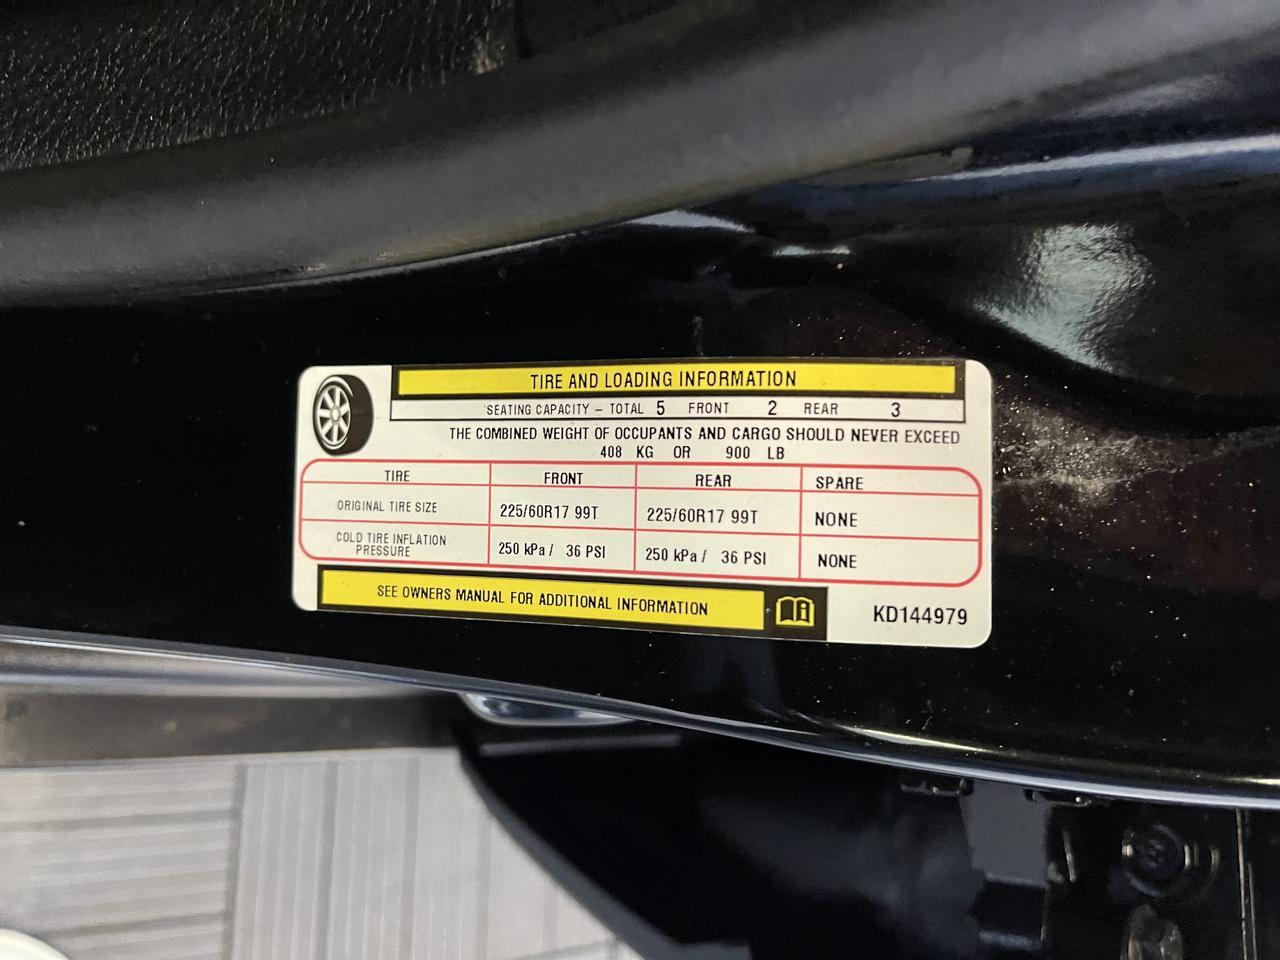 TIRE AND LOADING INFORMATION
SEATING CAPACITY – TOTAL 5 FRONT 2 REAR 3
THE COMBINED WEIGHT OF OCCUPANTS AND CARGO SHOULD NEVER EXCEED
408 KG OR 900 LB
TIRE FRONT REAR SPARE
ORIGINAL TIRE SIZE 225/60R17 99T 225/60R17 99T NONE
COLD TIRE INFLATION PRESSURE 250 kPa / 36 PSI 250 kPa / 36 PSI NONE
SEE OWNERS MANUAL FOR ADDITIONAL INFORMATION
KD144979